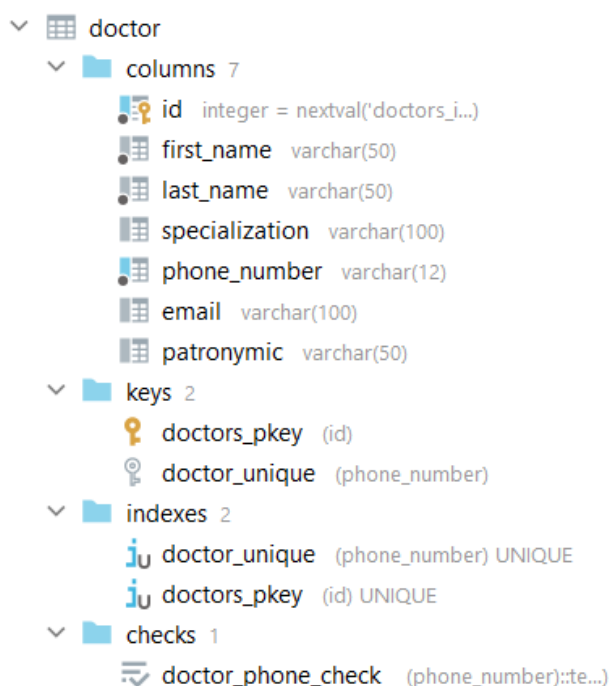 doctor
columns 7
id integer = nextval('doctors_i...)
first_name varchar(50)
last_name varchar(50)
specialization varchar(100)
phone_number varchar(12)
email varchar(100)
patronymic varchar(50)
keys 2
doctors_pkey (id)
doctor_unique (phone_number)
indexes 2
doctor_unique (phone_number) UNIQUE
doctors_pkey (id) UNIQUE
checks 1
doctor_phone_check (phone_number)::te...)